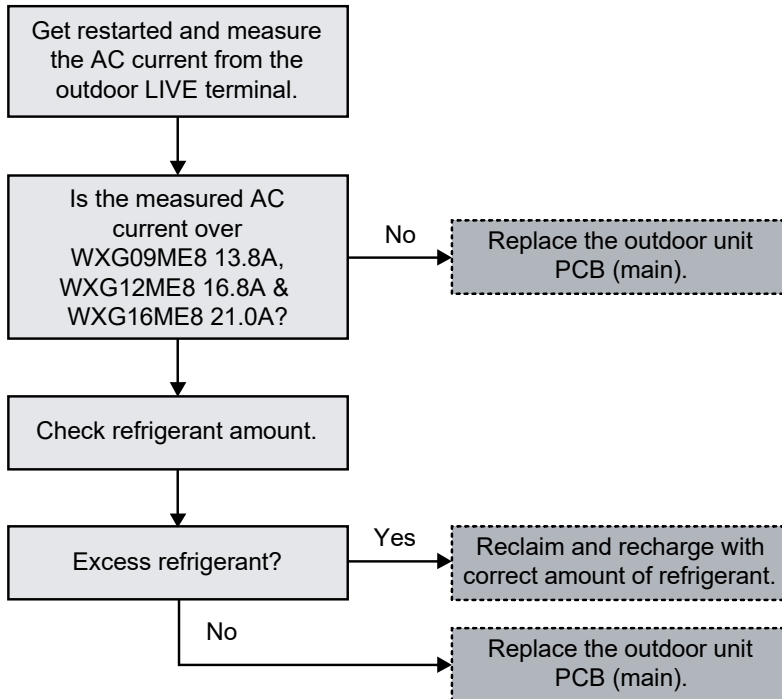 Get restarted and measure
the AC current from the
outdoor LIVE terminal.
Is the measured AC
current over
WXG09ME8 13.8A,
WXG12ME8 16.8A &
WXG16ME8 21.0A?
No
Replace the outdoor unit
PCB (main).
Check refrigerant amount.
Excess refrigerant?
Yes
Reclaim and recharge with
correct amount of refrigerant.
No
Replace the outdoor unit
PCB (main).